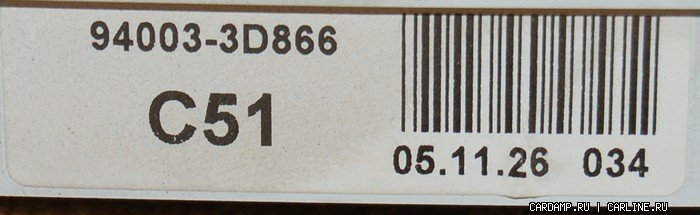 94003-3D866
C51
05.11.26 034
CARDAMP.RU | CARLINE.RU